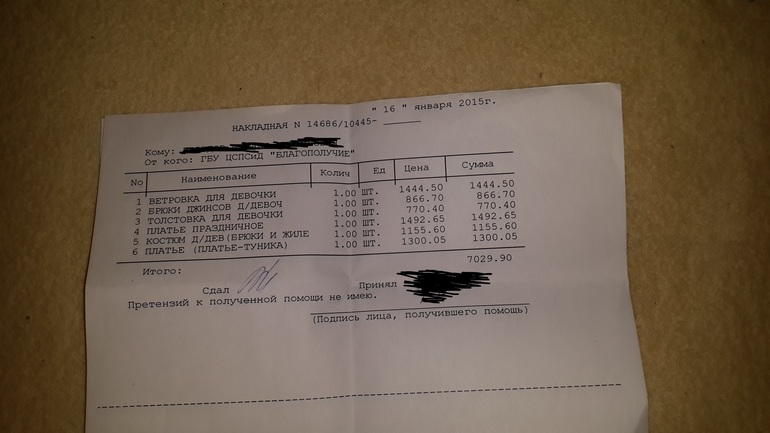 " 16 " января 2015г.
НАКЛАДНАЯ N 14686/10445-
Кому:
От кого: ГБУ ЦСПСиД "БЛАГОПОЛУЧИЕ"
No Наименование Колич Ед Цена Сумма
1 ВЕТРОВКА ДЛЯ ДЕВОЧКИ 1.00 ШТ. 1444.50 1444.50
2 БРЮКИ ДЖИНСОВ Д/ДЕВОЧ 1.00 ШТ. 866.70 866.70
3 ТОЛСТОВКА ДЛЯ ДЕВОЧКИ 1.00 ШТ. 770.40 770.40
4 ПЛАТЬЕ ПРАЗДНИЧНОЕ 1.00 ШТ. 1492.65 1492.65
5 КОСТЮМ Д/ДЕВ(БРЮКИ И ЖИЛЕ 1.00 ШТ. 1155.60 1155.60
6 ПЛАТЬЕ (ПЛАТЬЕ-ТУНИКА) 1.00 ШТ. 1300.05 1300.05
Итого: 7029.90
Сдал Принял
Претензий к полученной помощи не имею.
(Подпись лица, получившего помощь)